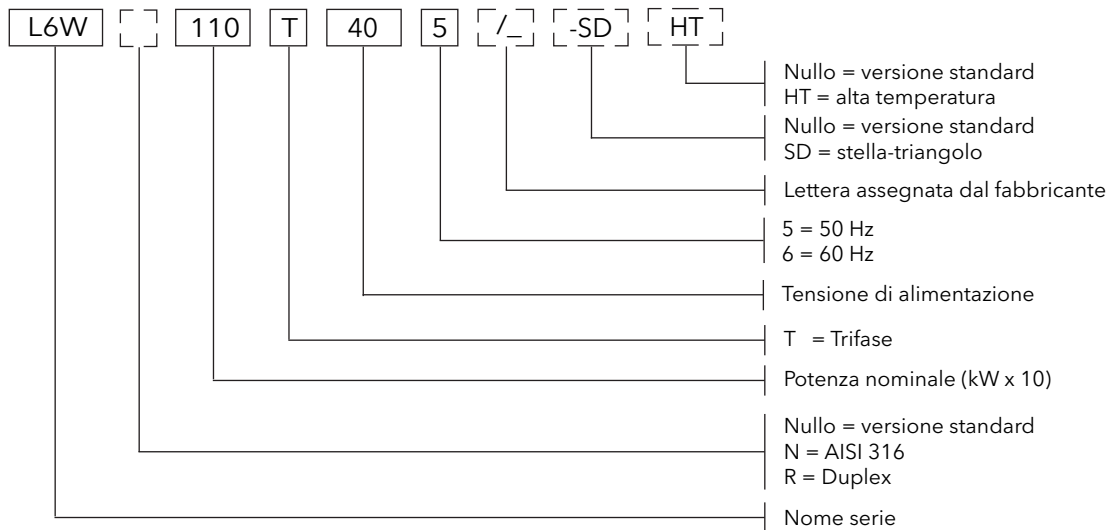 L6W 110 T 40 5 /_ -SD HT
Nullo = versione standard
HT = alta temperatura
Nullo = versione standard
SD = stella-triangolo
Lettera assegnata dal fabbricante
5 = 50 Hz
6 = 60 Hz
Tensione di alimentazione
T = Trifase
Potenza nominale (kW x 10)
Nullo = versione standard
N = AISI 316
R = Duplex
Nome serie